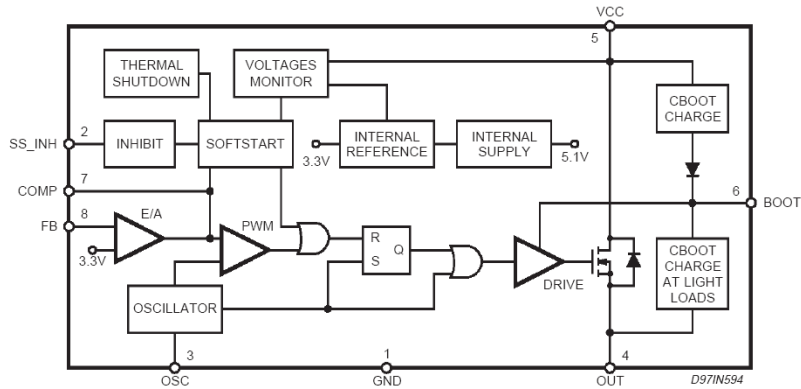 VCC
5
THERMAL
SHUTDOWN
VOLTAGES
MONITOR
CBOOT
CHARGE
SS_INH
2
INHIBIT
SOFTSTART
INTERNAL
REFERENCE
INTERNAL
SUPPLY
3.3V
5.1V
COMP
7
6
BOOT
FB
8
E/A
PWM
3.3V
R
S
Q
DRIVE
CBOOT
CHARGE
AT LIGHT
LOADS
OSCILLATOR
3
OSC
1
GND
4
OUT
D97IN594